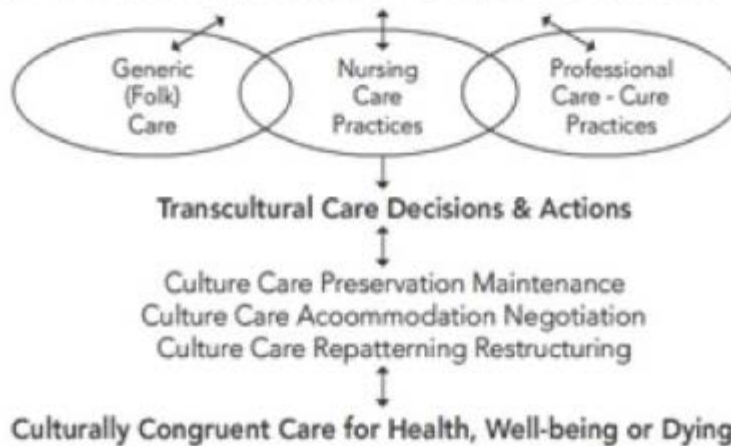 Generic
(Folk)
Care
Nursing
Care
Practices
Professional
Care - Cure
Practices
Transcultural Care Decisions & Actions
Culture Care Preservation Maintenance
Culture Care Acoommodation Negotiation
Culture Care Repatterning Restructuring
Culturally Congruent Care for Health, Well-being or Dying